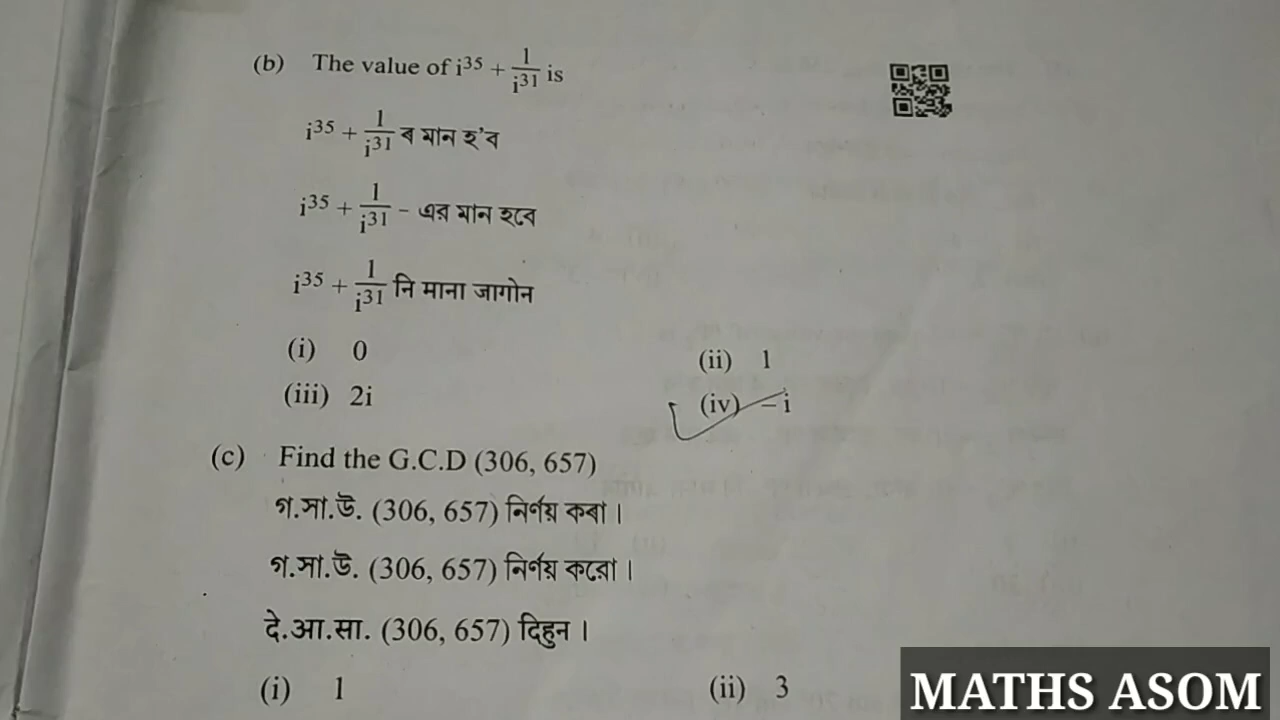 (b) The value of i³⁵ + 1/i³¹ is
i³⁵ + 1/i³¹ ৰ মান হ'ব
i³⁵ + 1/i³¹ – এর মান হবে
i³⁵ + 1/i³¹ नि माना जागोन
(i) 0 (ii) 1
(iii) 2i (iv) –i
(c) Find the G.C.D (306, 657)
গ.সা.উ. (306, 657) নিৰ্ণয় কৰা ।
গ.সা.উ. (306, 657) নির্ণয় করো ।
दे.आ.सा. (306, 657) दिहुन ।
(i) 1 (ii) 3
MATHS ASOM